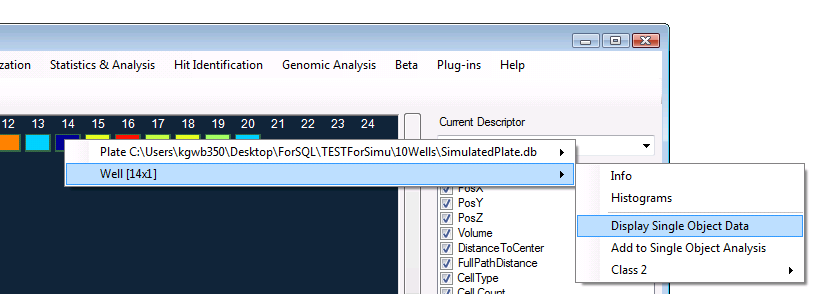 zation Statistics & Analysis Hit Identification Genomic Analysis Beta Plug-ins Help
12 13 14 15 16 17 18 19 20 21 22 23 24
Current Descriptor
Plate C:\Users\kgwb350\Desktop\ForSQL\TESTForSimu\10Wells\SimulatedPlate.db
Well [14x1]
Info
Histograms
Display Single Object Data
Add to Single Object Analysis
Class 2
PosX
PosY
PosZ
Volume
DistanceToCenter
FullPathDistance
CellType
Cell Count